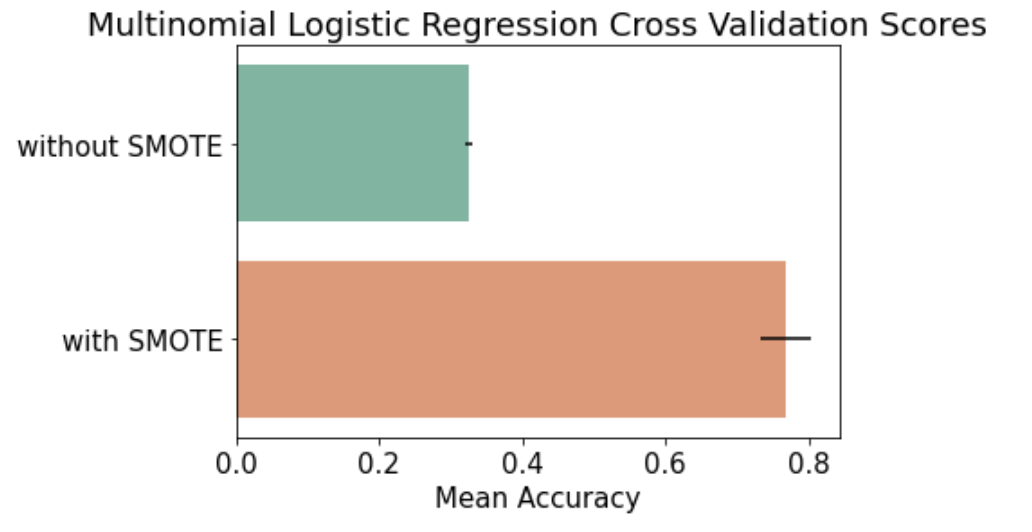 Multinomial Logistic Regression Cross Validation Scores
without SMOTE
with SMOTE
0.0 0.2 0.4 0.6 0.8
Mean Accuracy